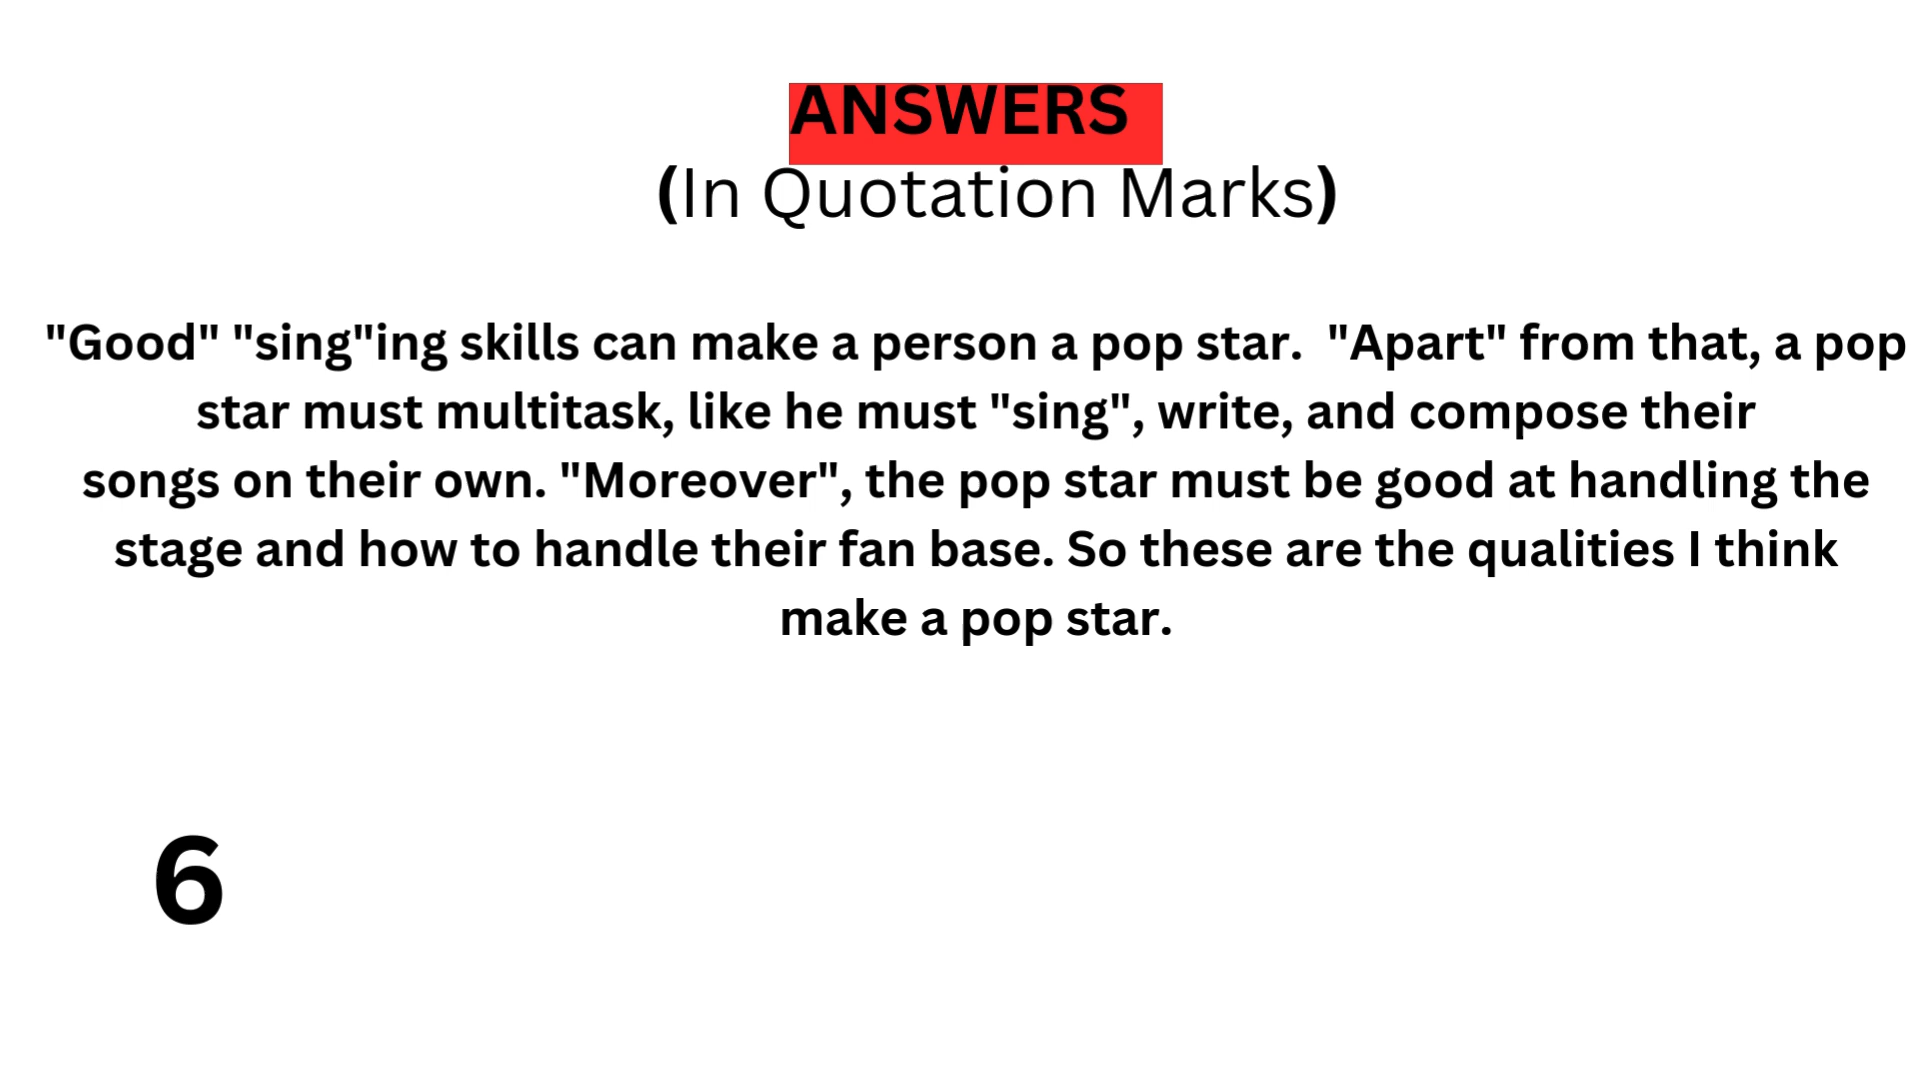 ANSWERS
(In Quotation Marks)
"Good" "sing"ing skills can make a person a pop star.  "Apart" from that, a pop
star must multitask, like he must "sing", write, and compose their
songs on their own. "Moreover", the pop star must be good at handling the
stage and how to handle their fan base. So these are the qualities I think
make a pop star.
6